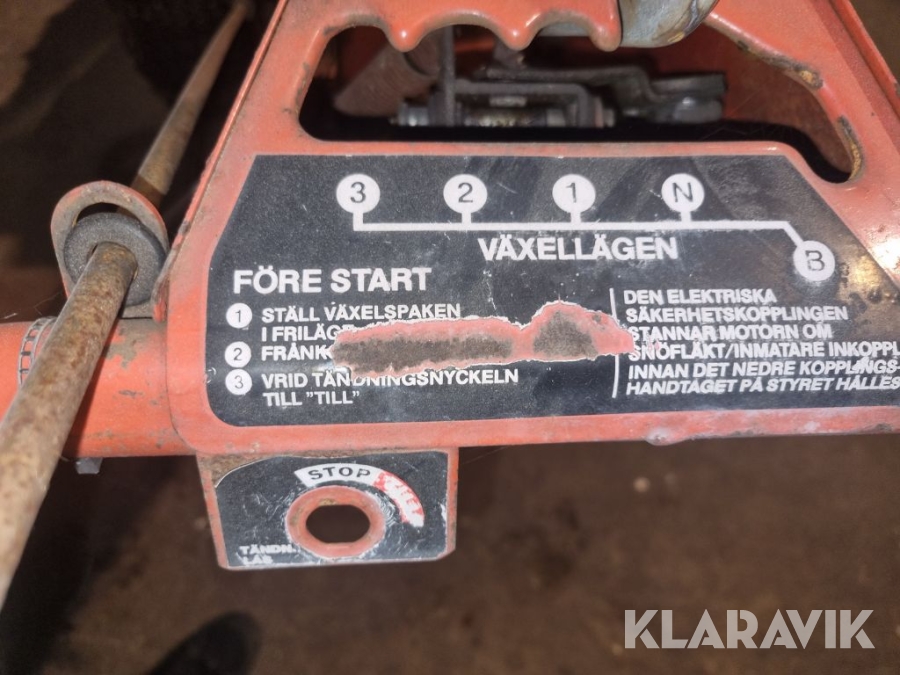 3 2 1 N
B
VÄXELLÄGEN
FÖRE START
1 STÄLL VÄXELSPAKEN
I FRILÄG
2 FRÅNK
3 VRID TÄNDNINGSNYCKELN
TILL "TILL"
DEN ELEKTRISKA
SÄKERHETSKOPPLINGEN
STANNAR MOTORN OM
SNÖFLÄKT/INMATARE INKOPPL
INNAN DET NEDRE KOPPLINGS-
HANDTAGET PÅ STYRET HÅLLES
STOP
TÄNDN.
LÅS
KLARAVIK